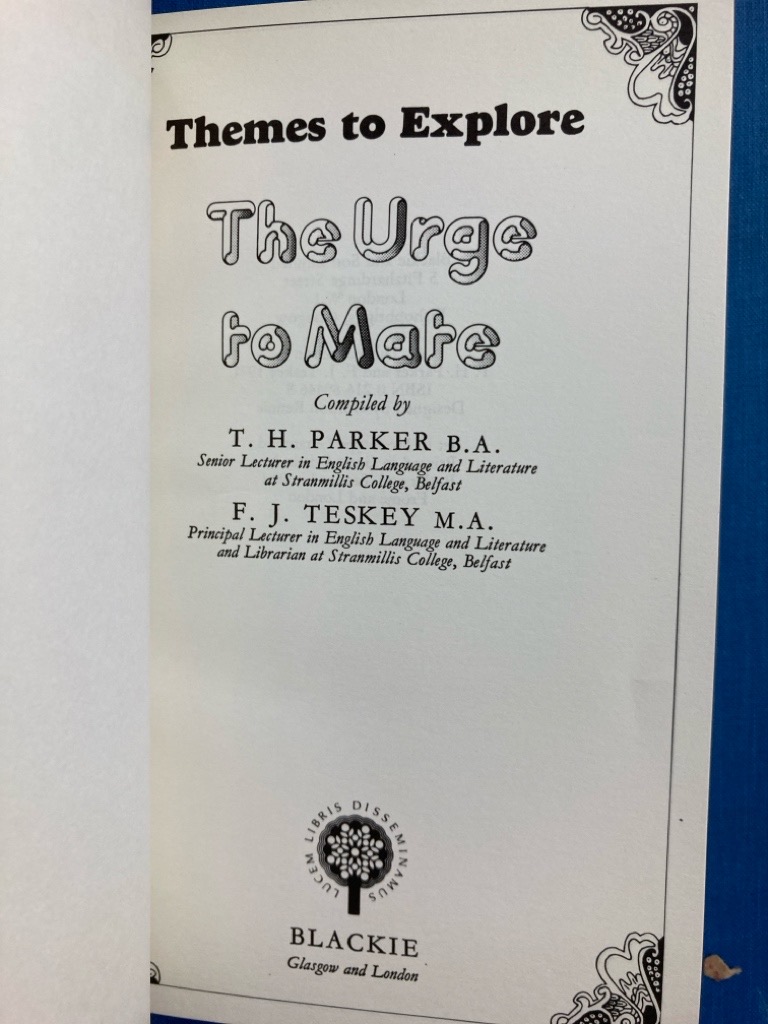 Themes to Explore
The Urge
to Mate
Compiled by
T. H. PARKER B.A.
Senior Lecturer in English Language and Literature
at Stranmillis College, Belfast
F. J. TESKEY M.A.
Principal Lecturer in English Language and Literature
and Librarian at Stranmillis College, Belfast
LUCEM LIBRIS DISSEMINAMUS
BLACKIE
Glasgow and London